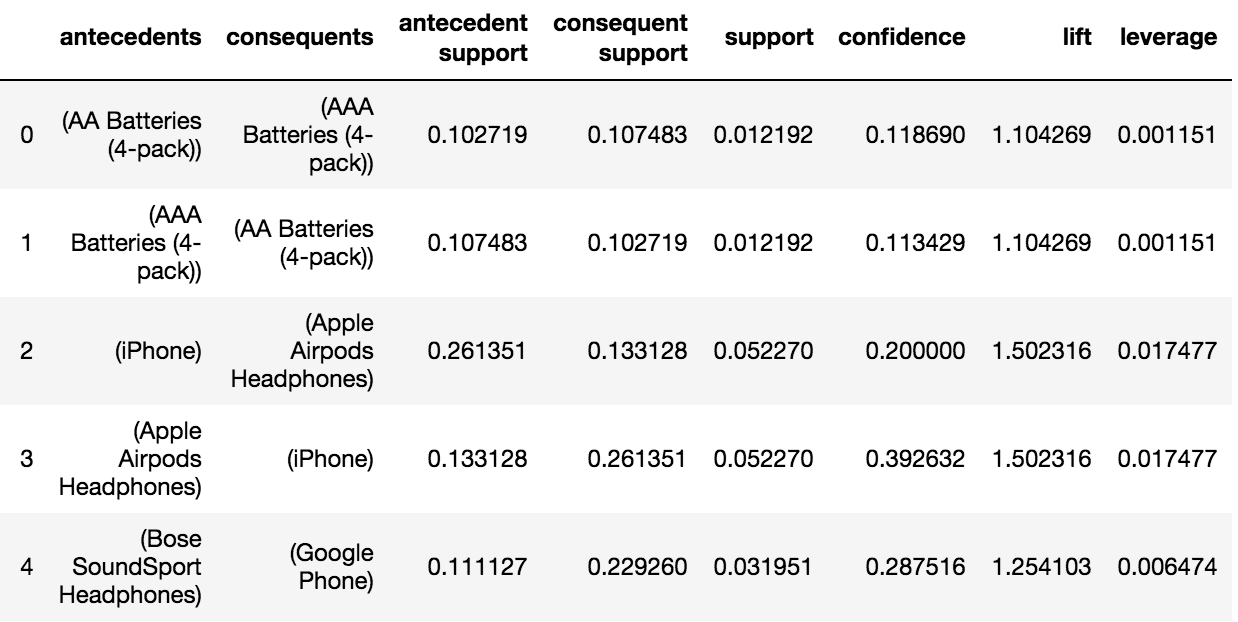 antecedents consequents antecedent support consequent support support confidence lift leverage
0 (AA Batteries (4-pack)) (AAA Batteries (4-pack)) 0.102719 0.107483 0.012192 0.118690 1.104269 0.001151
1 (AAA Batteries (4-pack)) (AA Batteries (4-pack)) 0.107483 0.102719 0.012192 0.113429 1.104269 0.001151
2 (iPhone) (Apple Airpods Headphones) 0.261351 0.133128 0.052270 0.200000 1.502316 0.017477
3 (Apple Airpods Headphones) (iPhone) 0.133128 0.261351 0.052270 0.392632 1.502316 0.017477
4 (Bose SoundSport Headphones) (Google Phone) 0.111127 0.229260 0.031951 0.287516 1.254103 0.006474